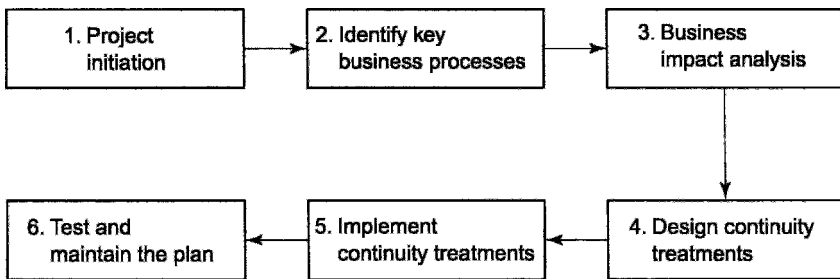 1. Project
initiation
2. Identify key
business processes
3. Business
impact analysis
4. Design continuity
treatments
5. Implement
continuity treatments
6. Test and
maintain the plan